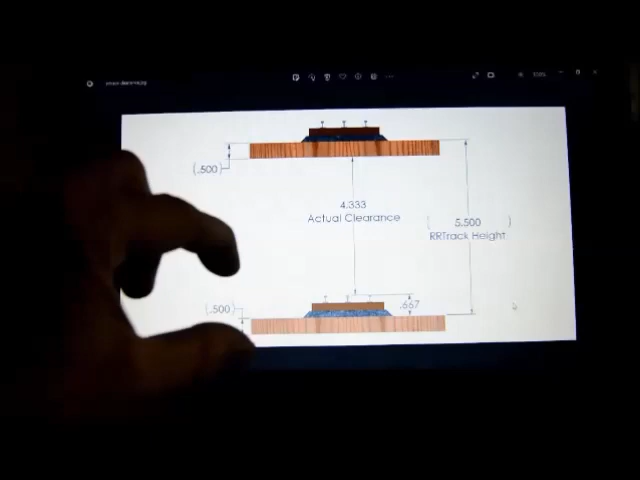 (.500)
4.333
Actual Clearance
( 5.500 )
RRTrack Height
(.500)
.667